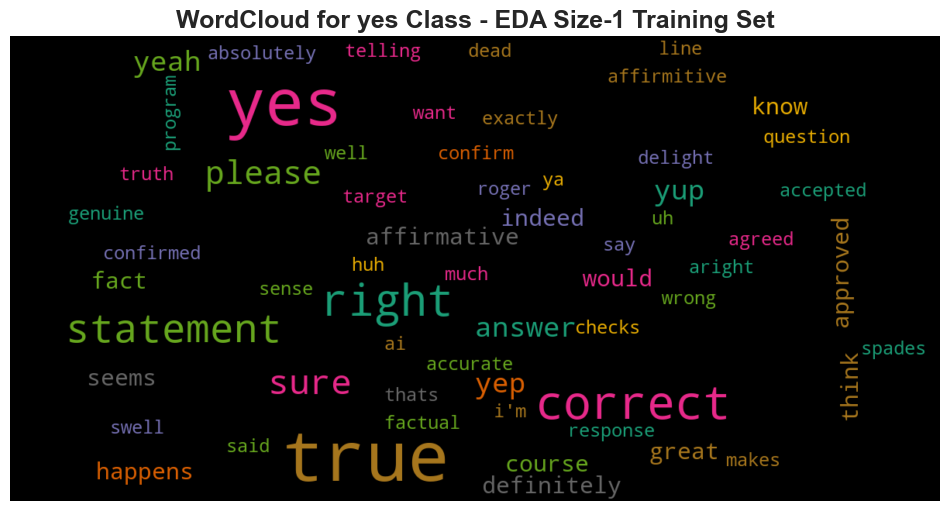 WordCloud for yes Class - EDA Size-1 Training Set
absolutely telling dead line
yeah affirmitive
program yes want exactly know
question
well confirm delight
truth please roger ya yup accepted
target
genuine indeed uh
affirmative say agreed approved
confirmed huh aright
fact sense much would wrong
right
statement answer checks
ai spades
accurate think
seems sure yep
thats i'm correct
swell factual response
said true great
happens course makes
definitely